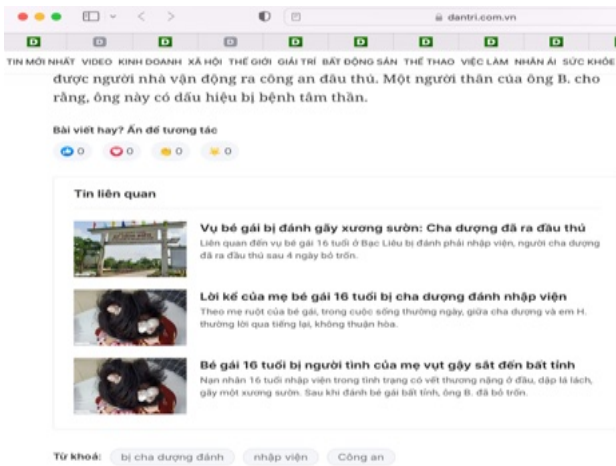 dantri.com.vn
TIN MỚI NHẤT VIDEO KINH DOANH XÃ HỘI THẾ GIỚI GIẢI TRÍ BẤT ĐỘNG SẢN THỂ THAO VIỆC LÀM NHÂN ÁI SỨC KHỎE
được người nhà vận động ra công an đầu thú. Một người thân của ông B. cho
rằng, ông này có dấu hiệu bị bệnh tâm thần.
Bài viết hay? Ấn để tương tác
0 0 0 0
Tin liên quan
Vụ bé gái bị đánh gãy xương sườn: Cha dượng đã ra đầu thú
Liên quan đến vụ bé gái 16 tuổi ở Bạc Liêu bị đánh phải nhập viện, người cha dượng
đã ra đầu thú sau 4 ngày bỏ trốn.
Lời kể của mẹ bé gái 16 tuổi bị cha dượng đánh nhập viện
Theo mẹ ruột của bé gái, trong cuộc sống thường ngày, giữa cha dượng và em H.
thường lời qua tiếng lại, không thuận hòa.
Bé gái 16 tuổi bị người tình của mẹ vụt gậy sắt đến bất tỉnh
Nạn nhân 16 tuổi nhập viện trong tình trạng có vết thương nặng ở đầu, dập lá lách,
gãy một xương sườn. Sau khi đánh bé gái bất tỉnh, ông B. đã bỏ trốn.
Từ khoá: bị cha dượng đánh nhập viện Công an